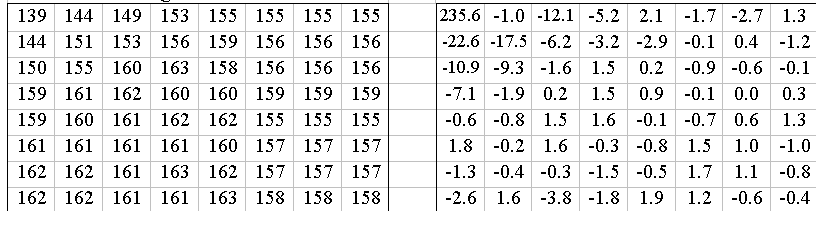 139 144 149 153 155 155 155 155 235.6 -1.0 -12.1 -5.2 2.1 -1.7 -2.7 1.3
144 151 153 156 159 156 156 156 -22.6 -17.5 -6.2 -3.2 -2.9 -0.1 0.4 -1.2
150 155 160 163 158 156 156 156 -10.9 -9.3 -1.6 1.5 0.2 -0.9 -0.6 -0.1
159 161 162 160 160 159 159 159 -7.1 -1.9 0.2 1.5 0.9 -0.1 0.0 0.3
159 160 161 162 162 155 155 155 -0.6 -0.8 1.5 1.6 -0.1 -0.7 0.6 1.3
161 161 161 161 160 157 157 157 1.8 -0.2 1.6 -0.3 -0.8 1.5 1.0 -1.0
162 162 161 163 162 157 157 157 -1.3 -0.4 -0.3 -1.5 -0.5 1.7 1.1 -0.8
162 162 161 161 163 158 158 158 -2.6 1.6 -3.8 -1.8 1.9 1.2 -0.6 -0.4